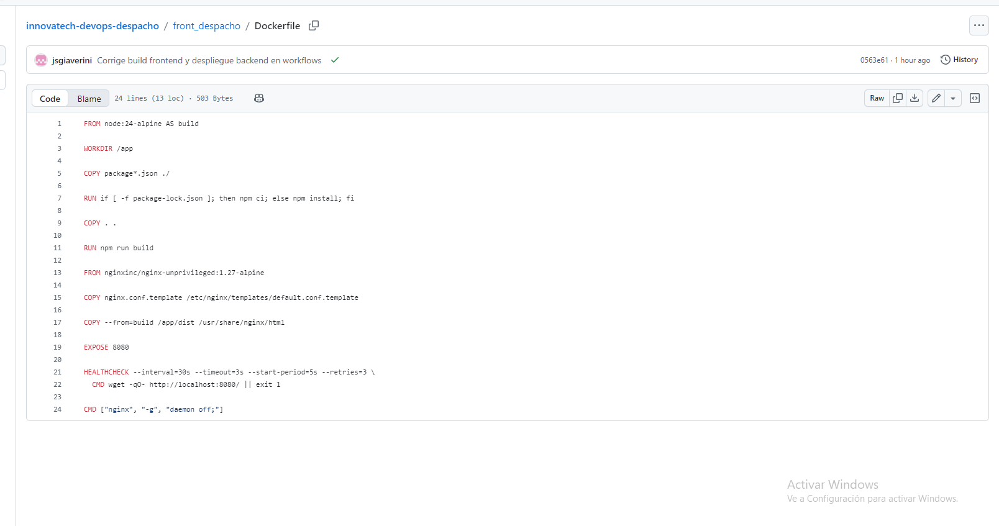 innovatech-devops-despacho / front_despacho / Dockerfile
jsgiaverini Corrige build frontend y despliegue backend en workflows 0563e61 · 1 hour ago History
Code Blame 24 lines (13 loc) · 503 Bytes Raw
1 FROM node:24-alpine AS build
2
3 WORKDIR /app
4
5 COPY package*.json ./
6
7 RUN if [ -f package-lock.json ]; then npm ci; else npm install; fi
8
9 COPY . .
10
11 RUN npm run build
12
13 FROM nginxinc/nginx-unprivileged:1.27-alpine
14
15 COPY nginx.conf.template /etc/nginx/templates/default.conf.template
16
17 COPY --from=build /app/dist /usr/share/nginx/html
18
19 EXPOSE 8080
20
21 HEALTHCHECK --interval=30s --timeout=3s --start-period=5s --retries=3 \
22 CMD wget -qO- http://localhost:8080/ || exit 1
23
24 CMD ["nginx", "-g", "daemon off;"]
Activar Windows
Ve a Configuración para activar Windows.